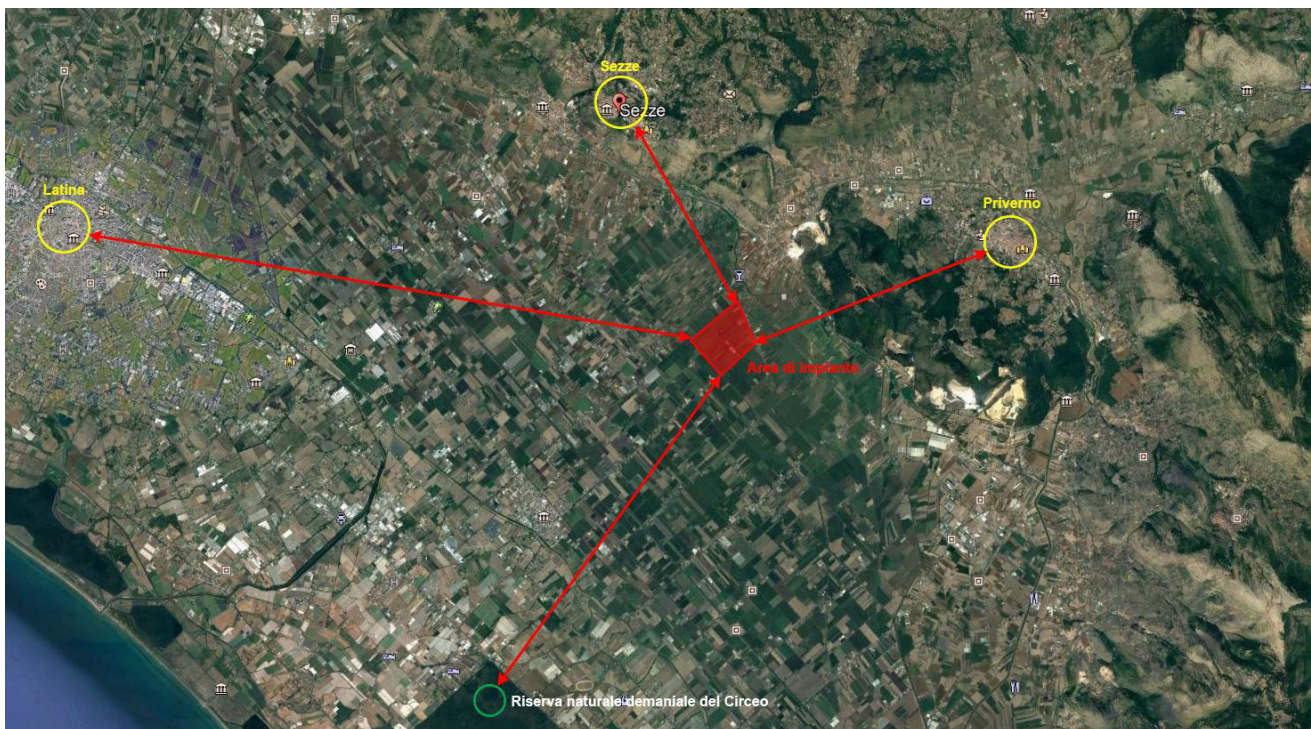 Sezze
Sezze
Latina
Priverno
Area di impianto
Riserva naturale demaniale del Circeo